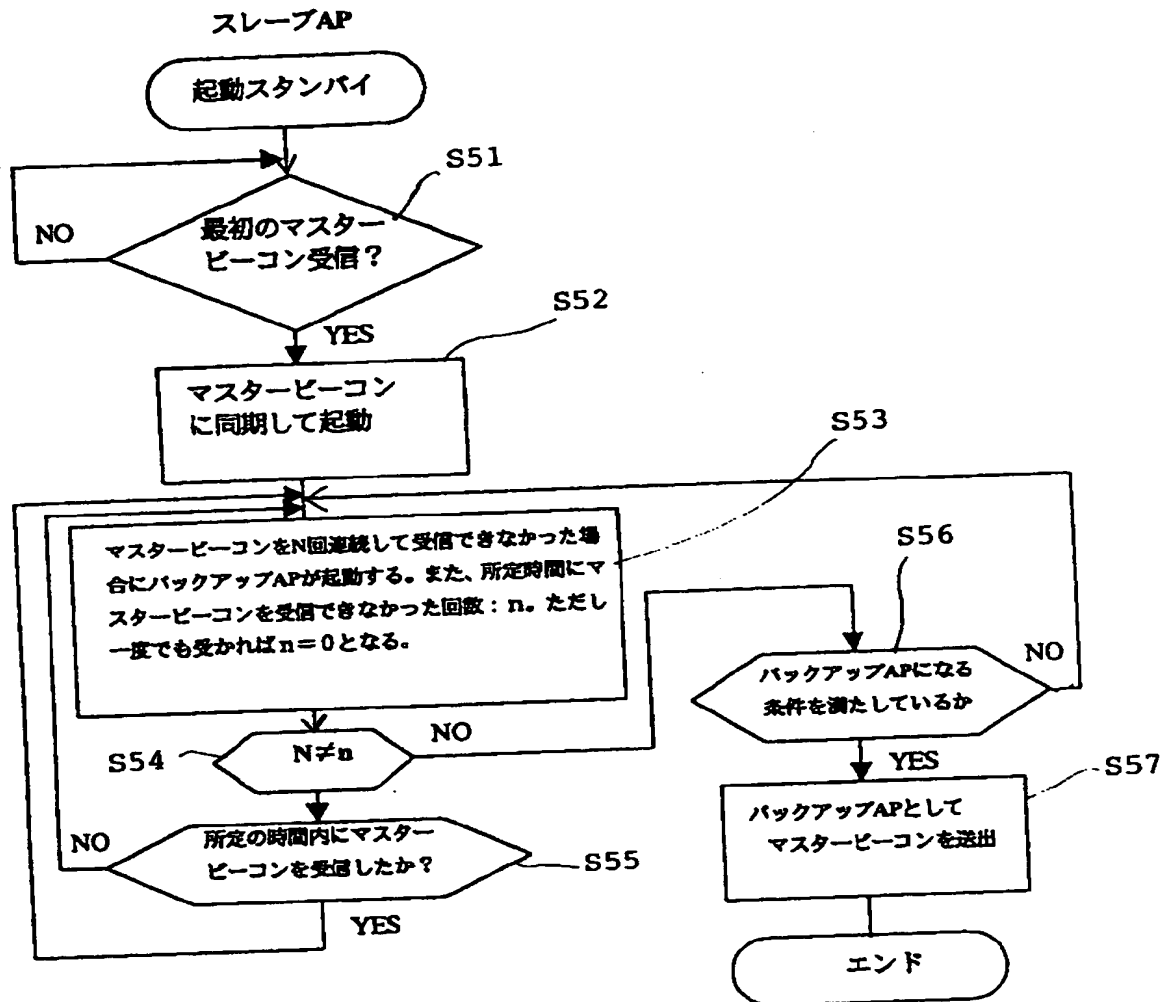 スレーブAP
起動スタンバイ
S51
NO
最初のマスター
ビーコン受信？
YES
S52
マスタービーコン
に同期して起動
S53
マスタービーコンをN回連続して受信できなかった場
合にバックアップAPが起動する。また、所定時間にマ
スタービーコンを受信できなかった回数：n。ただし
一度でも受かればn＝0となる。
S54
N≠n
NO
所定の時間内にマスター
ビーコンを受信したか？
NO
S55
YES
S56
バックアップAPになる
条件を満たしているか
NO
YES
S57
バックアップAPとして
マスタービーコンを送出
エンド